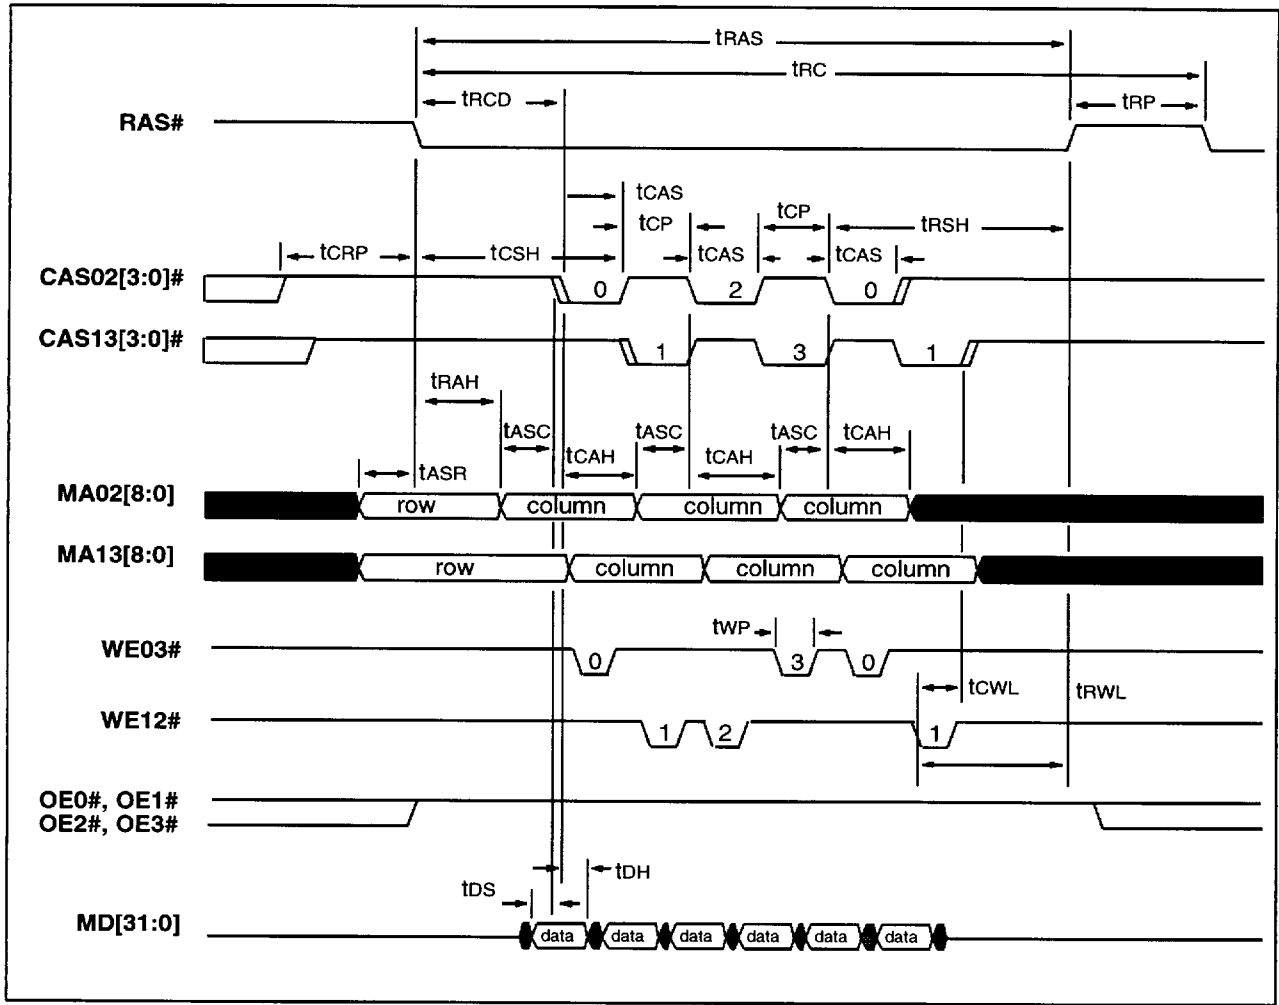 tRAS
tRC
tRCD
tRP
RAS#
tCAS
tCP
tCP
tCRP
tCSH
tCAS
tCAS
tRSH
CAS02[3:0]#
0
2
0
CAS13[3:0]#
1
3
1
tRAH
tASC
tASC
tASC
tCAH
tCAH
tCAH
tASR
MA02[8:0]
row
column
column
column
MA13[8:0]
row
column
column
column
tWP
WE03#
0
3
0
tCWL
tRWL
WE12#
1
2
1
OE0#, OE1#
OE2#, OE3#
tDH
tDS
MD[31:0]
data
data
data
data
data
data